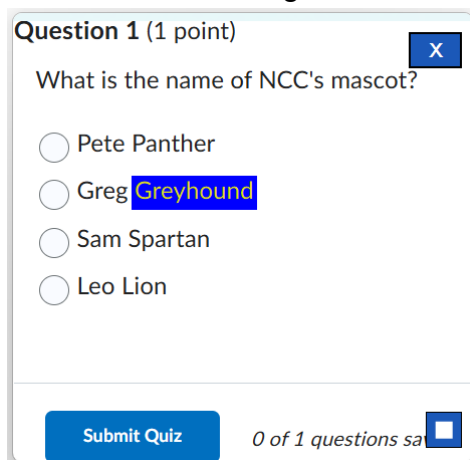 Question 1 (1 point)
X
What is the name of NCC's mascot?
Pete Panther
Greg Greyhound
Sam Spartan
Leo Lion
Submit Quiz
0 of 1 questions